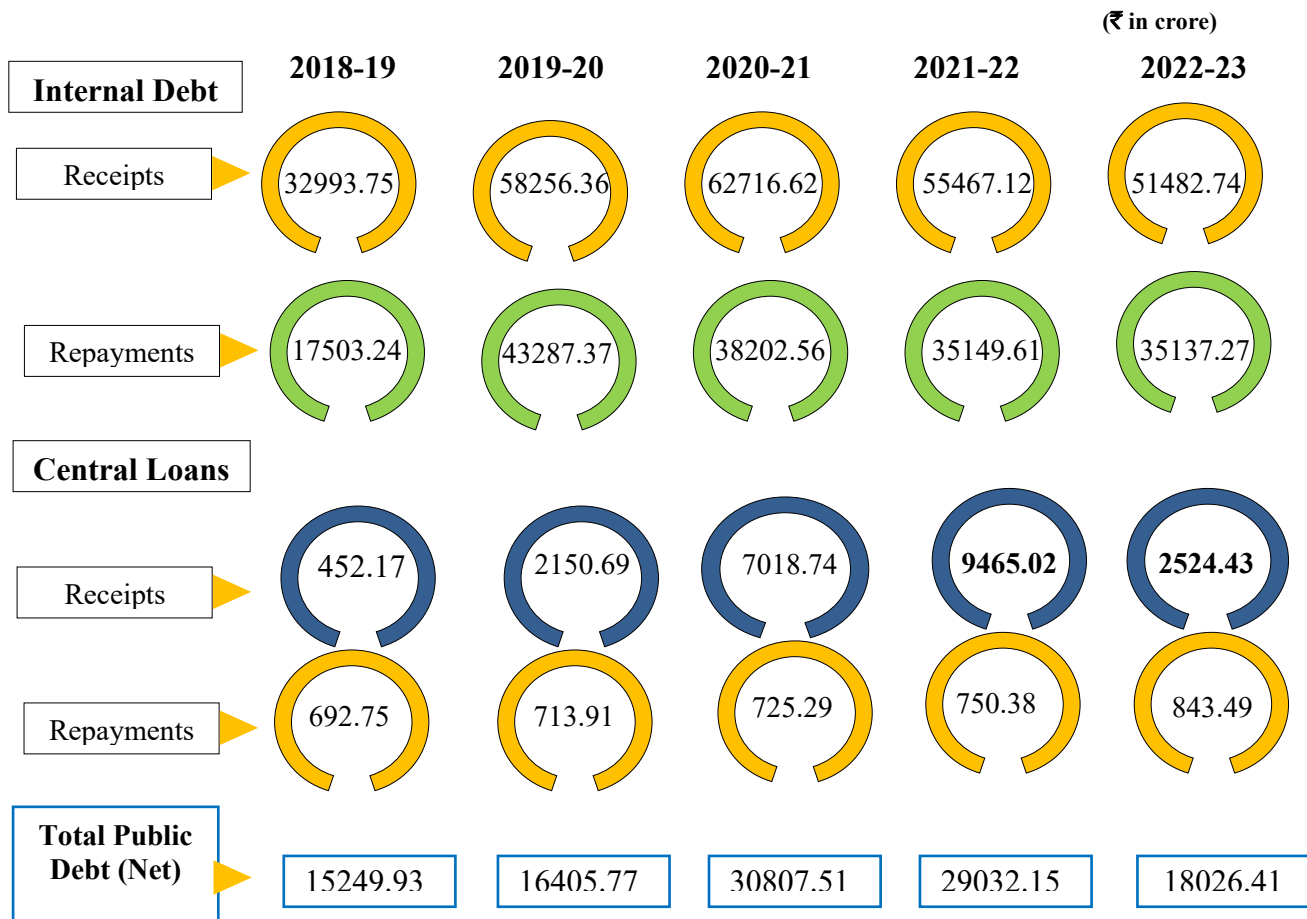 (₹ in crore)
2018-19 2019-20 2020-21 2021-22 2022-23
Internal Debt
Receipts 32993.75 58256.36 62716.62 55467.12 51482.74
Repayments 17503.24 43287.37 38202.56 35149.61 35137.27
Central Loans
Receipts 452.17 2150.69 7018.74 9465.02 2524.43
Repayments 692.75 713.91 725.29 750.38 843.49
Total Public
Debt (Net)
15249.93 16405.77 30807.51 29032.15 18026.41